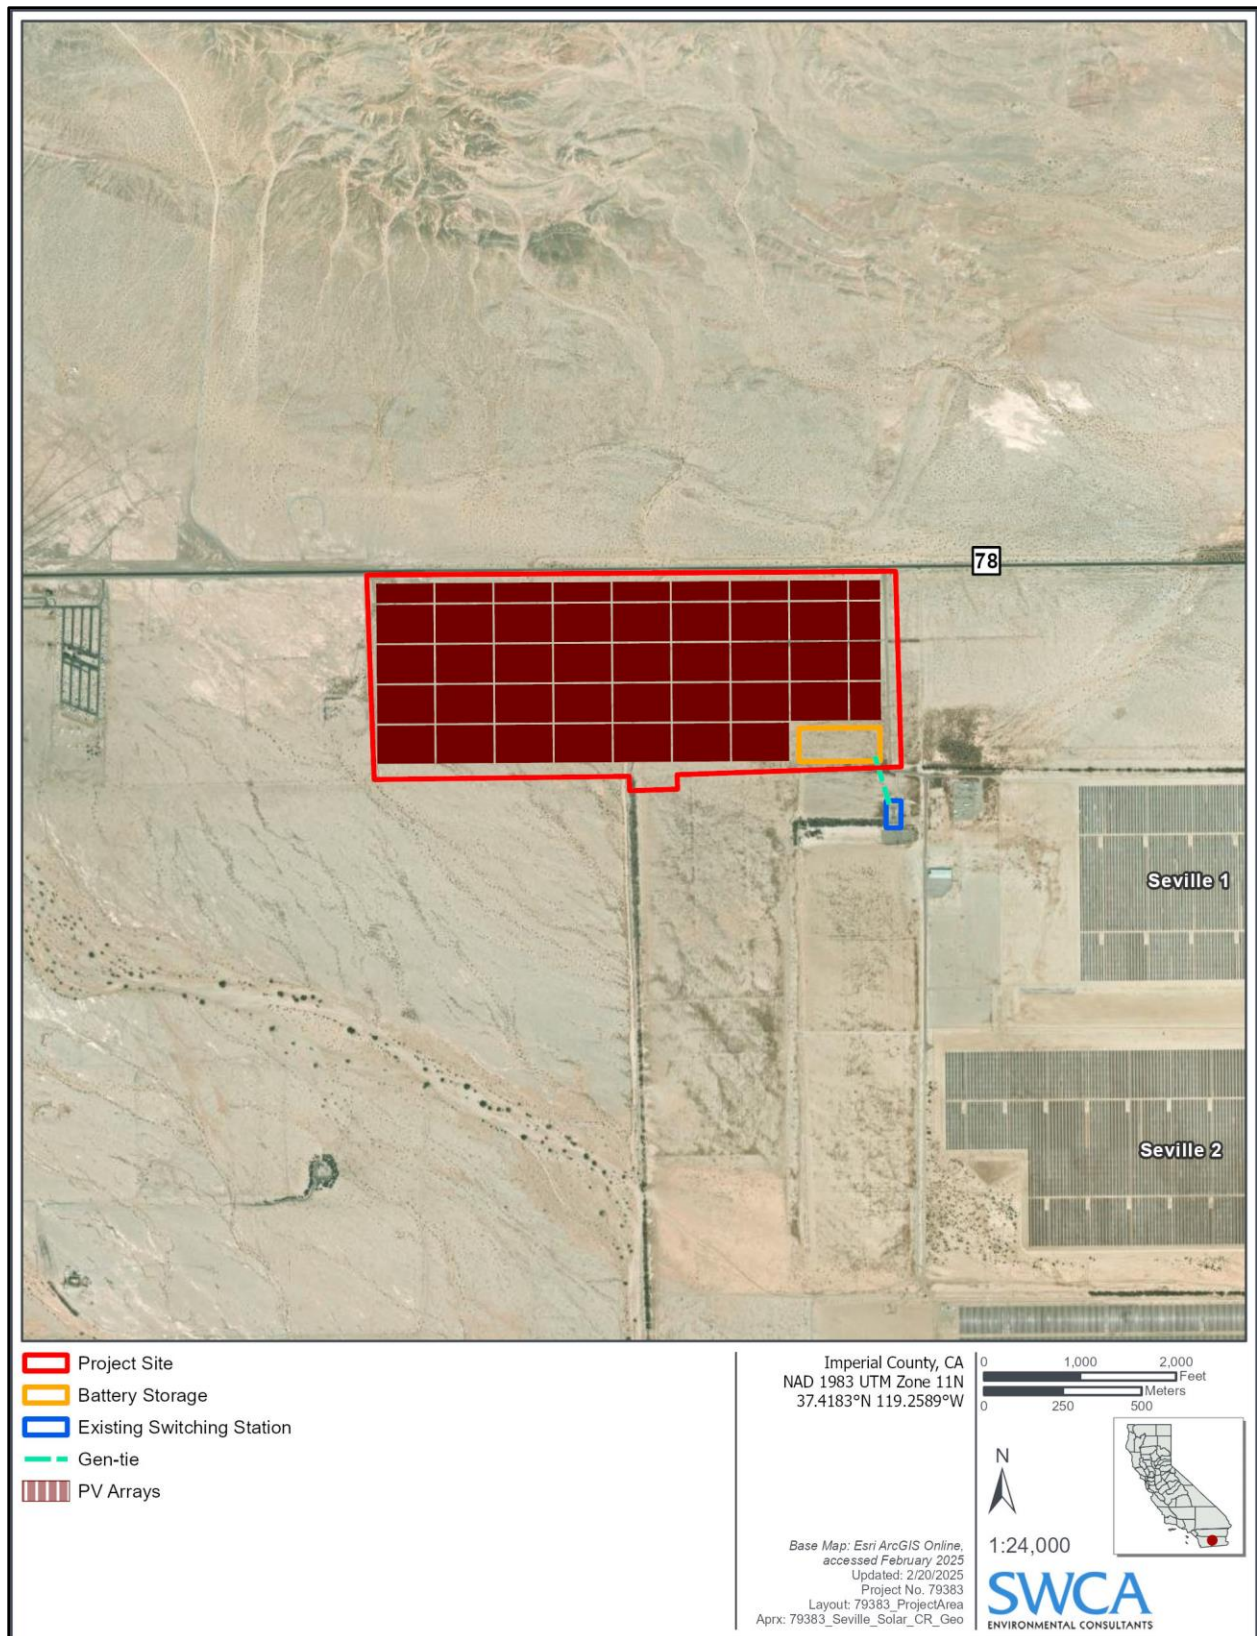 78
Seville 1
Seville 2
Project Site
Battery Storage
Existing Switching Station
Gen-tie
PV Arrays
Imperial County, CA
NAD 1983 UTM Zone 11N
37.4183°N 119.2589°W
Base Map: Esri ArcGIS Online,
accessed February 2025
Updated: 2/20/2025
Project No. 79383
Layout: 79383_ProjectArea
Aprx: 79383_Seville_Solar_CR_Geo
0 1,000 2,000
Feet
Meters
0 250 500
N
1:24,000
SWCA
ENVIRONMENTAL CONSULTANTS